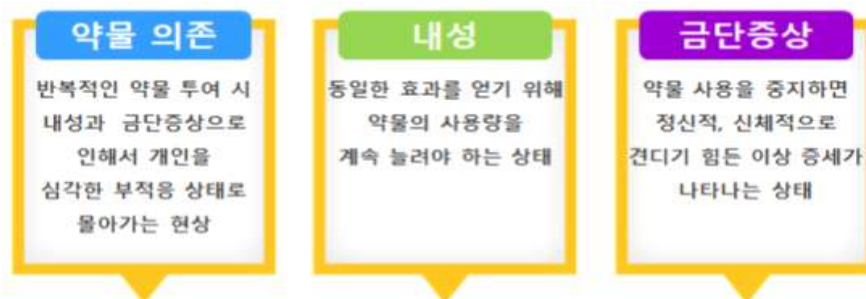 약물 의존
반복적인 약물 투여 시
내성과 금단증상으로
인해서 개인을
심각한 부적응 상태로
몰아가는 현상
내성
동일한 효과를 얻기 위해
약물의 사용량을
계속 늘려야 하는 상태
금단증상
약물 사용을 중지하면
정신적, 신체적으로
견디기 힘든 이상 증세가
나타나는 상태